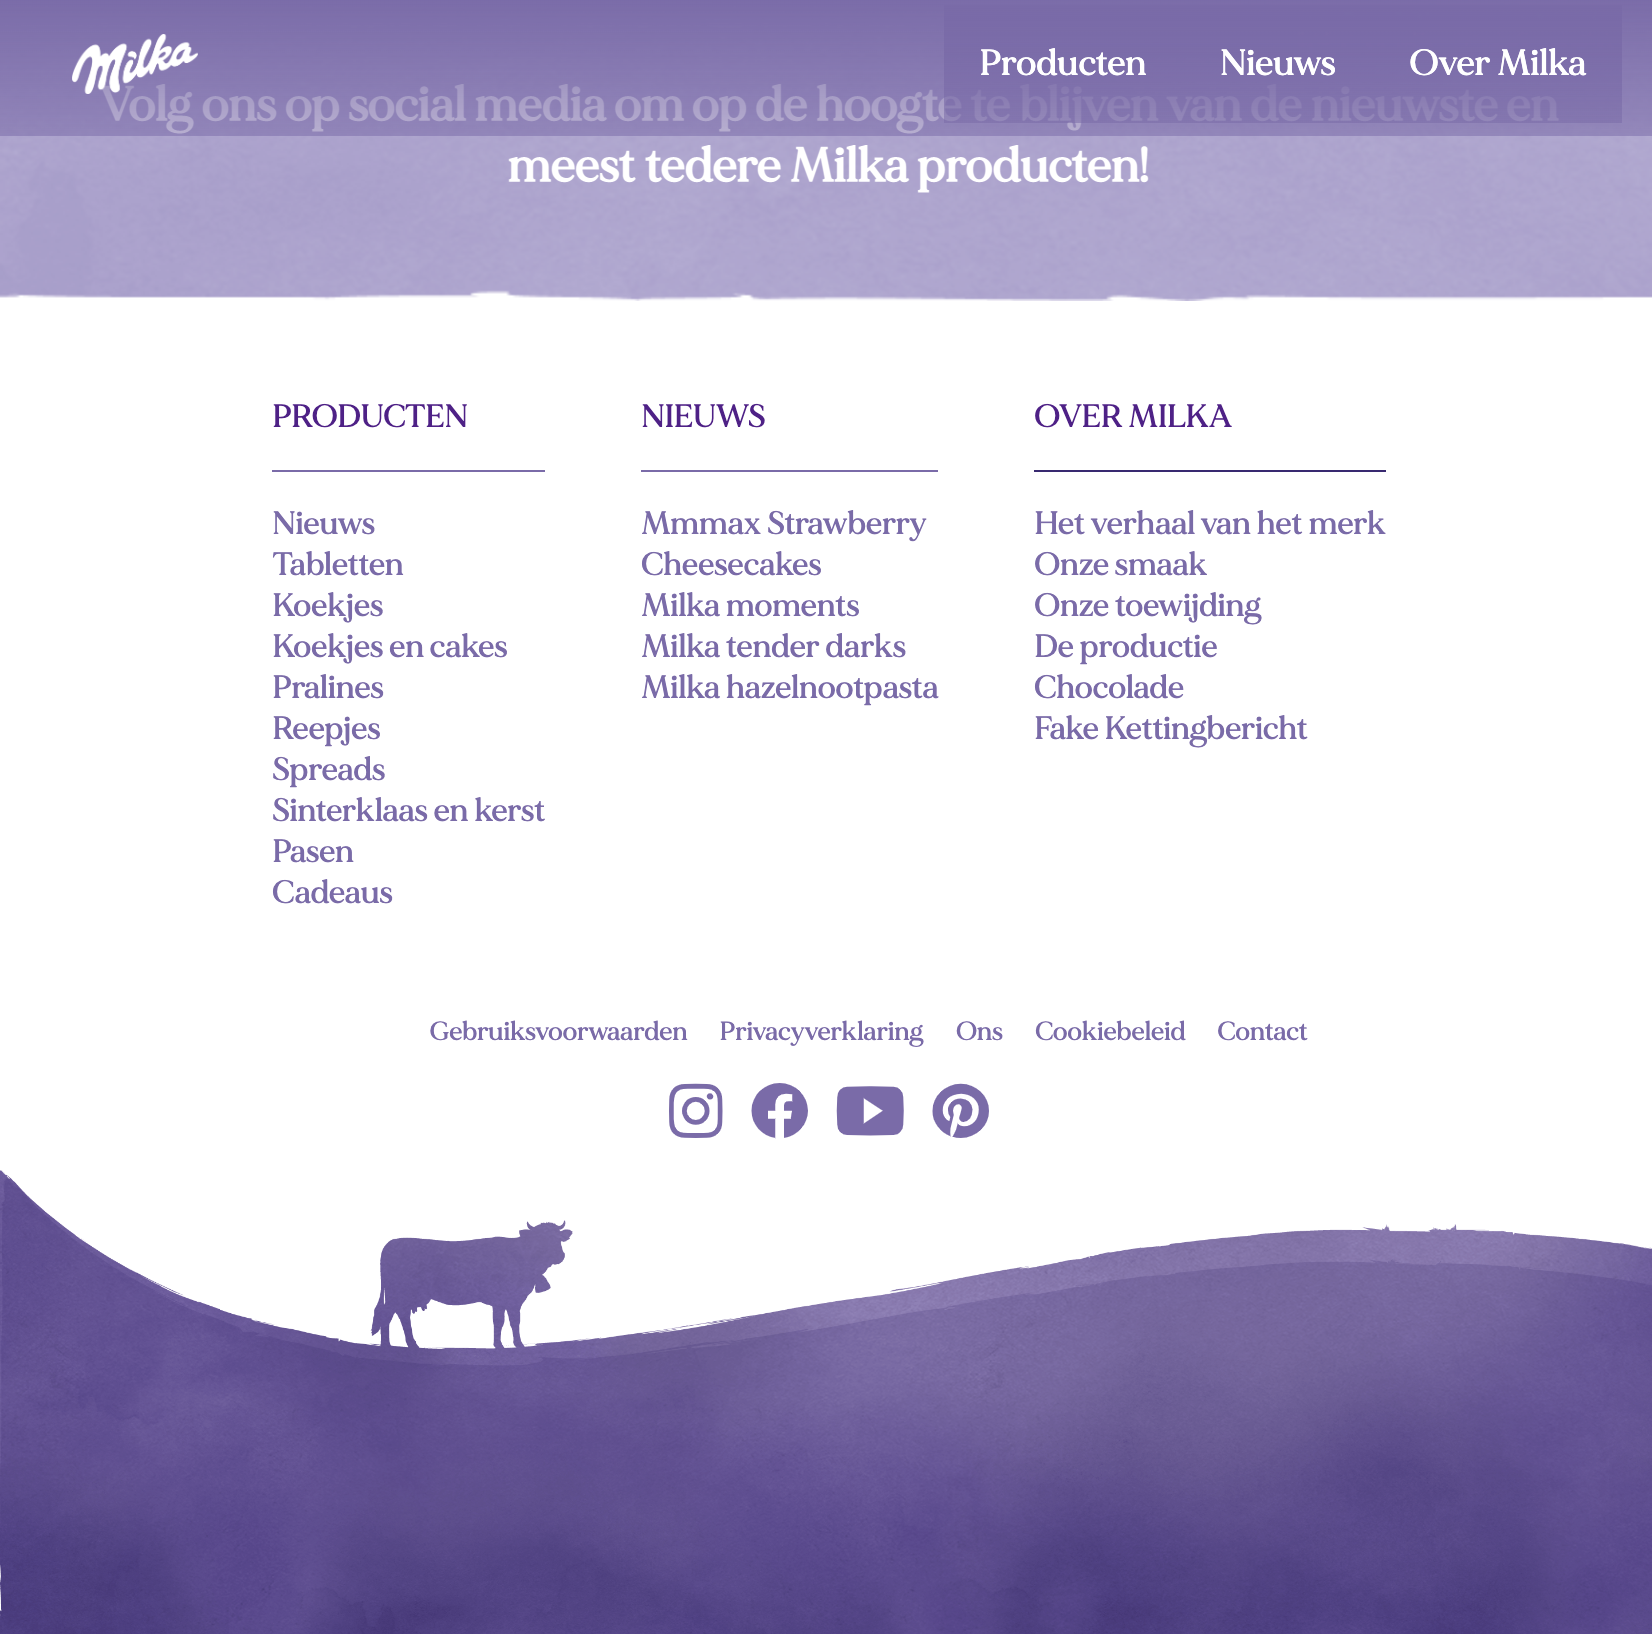 Milka
Producten
Nieuws
Over Milka
Volg ons op social media om op de hoogte te blijven van de nieuwste en
meest tedere Milka producten!
PRODUCTEN
Nieuws
Tabletten
Koekjes
Koekjes en cakes
Pralines
Reepjes
Spreads
Sinterklaas en kerst
Pasen
Cadeaus
NIEUWS
Mmmax Strawberry
Cheesecakes
Milka moments
Milka tender darks
Milka hazelnootpasta
OVER MILKA
Het verhaal van het merk
Onze smaak
Onze toewijding
De productie
Chocolade
Fake Kettingbericht
Gebruiksvoorwaarden Privacyverklaring Ons Cookiebeleid Contact